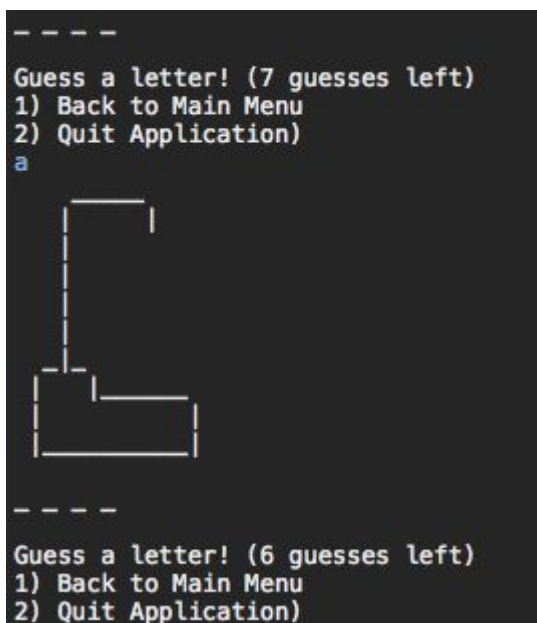 _ _ _ _
Guess a letter! (7 guesses left)
1) Back to Main Menu
2) Quit Application)
a
_ _ _ _
Guess a letter! (6 guesses left)
1) Back to Main Menu
2) Quit Application)